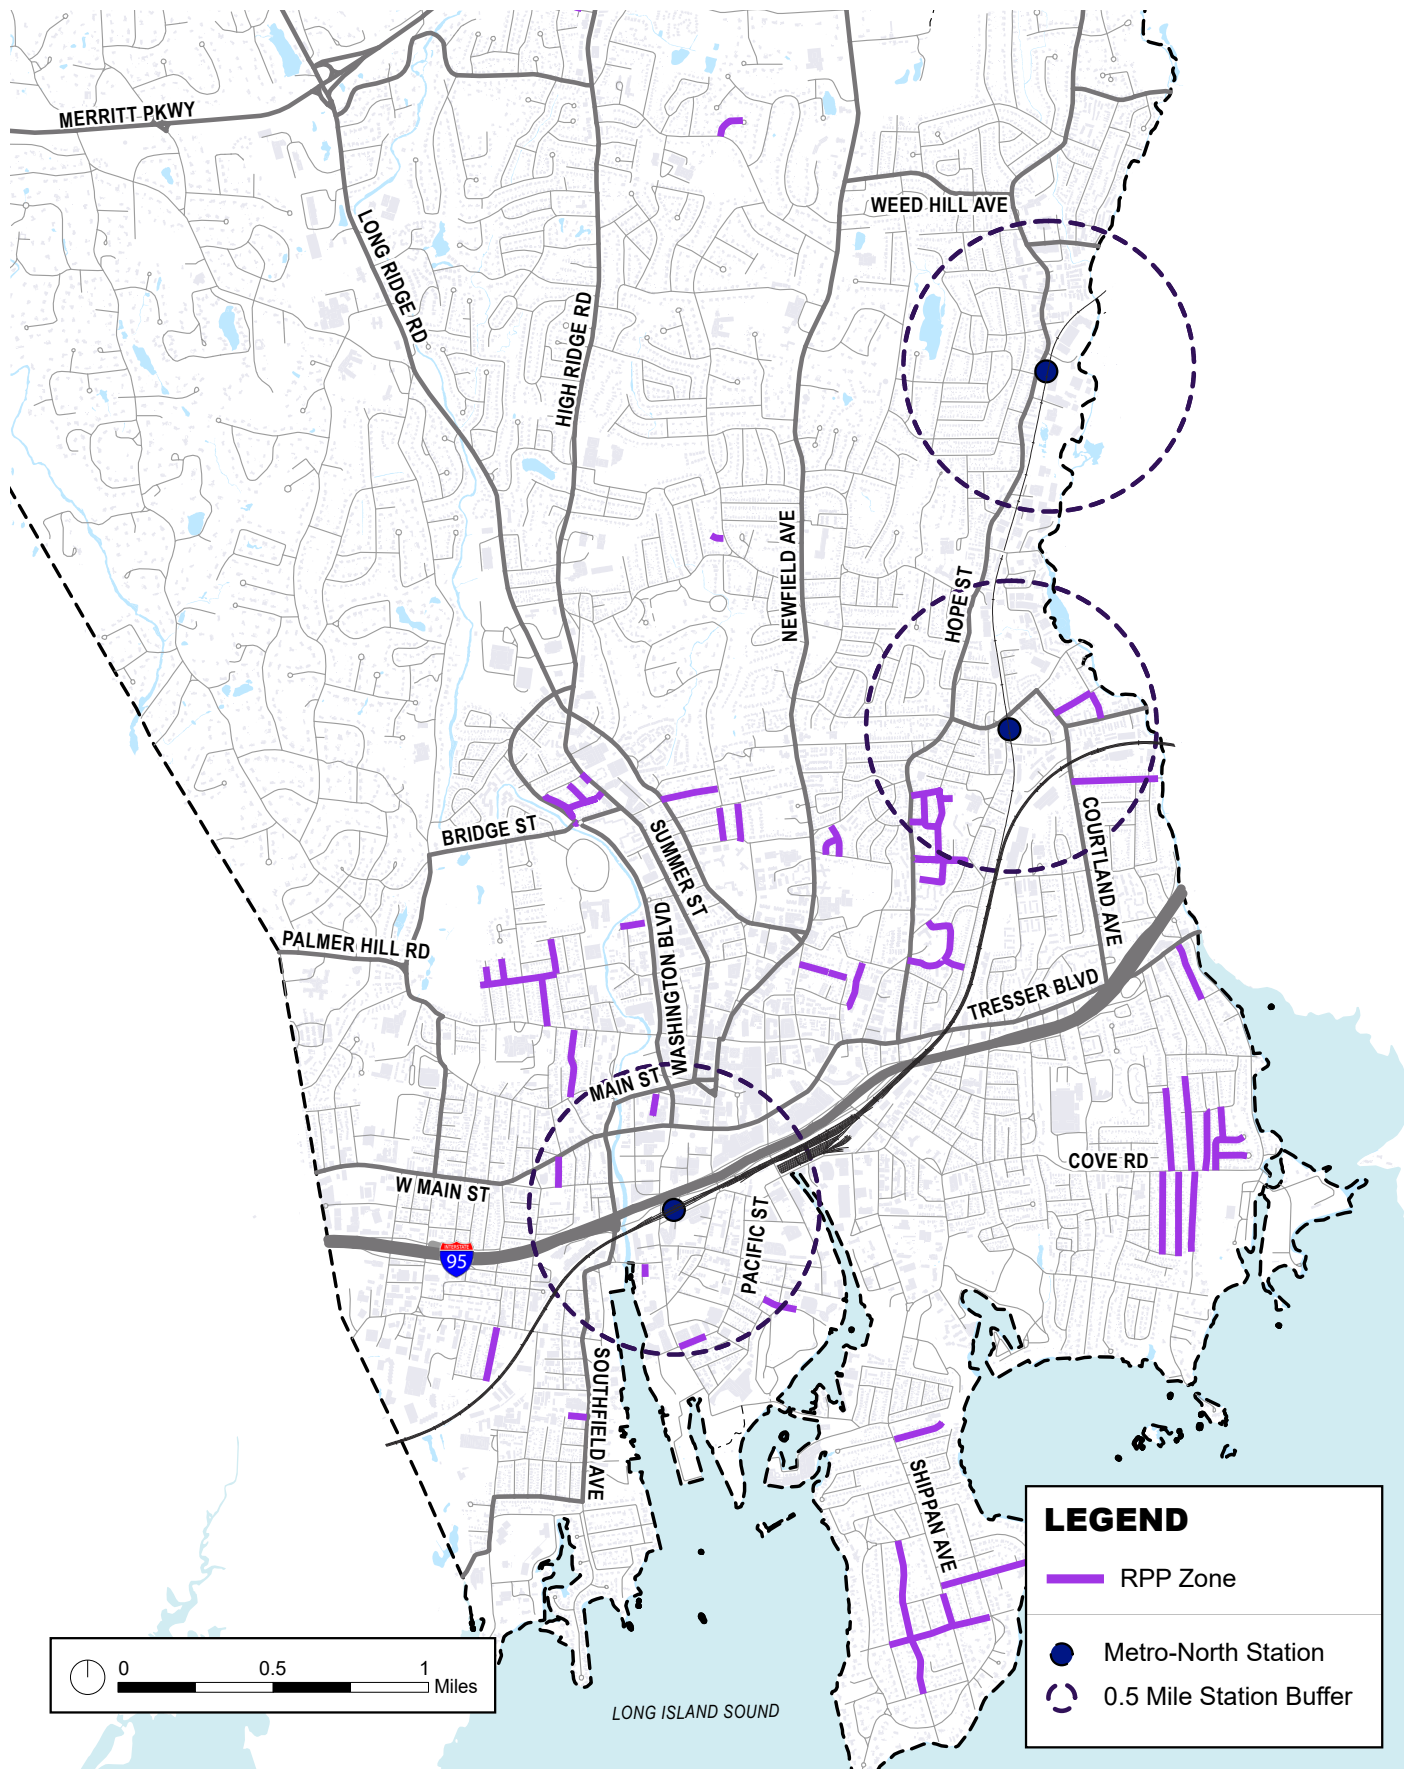 MERRITT PKWY
WEED HILL AVE
LONG RIDGE RD
HIGH RIDGE RD
NEWFIELD AVE
HOPE ST
BRIDGE ST
SUMMER ST
COURTLAND AVE
PALMER HILL RD
WASHINGTON BLVD
TRESSER BLVD
MAIN ST
COVE RD
W MAIN ST
PACIFIC ST
INTERSTATE
95
SOUTHFIELD AVE
SHIPPAN AVE
LEGEND
RPP Zone
Metro-North Station
0.5 Mile Station Buffer
0 0.5 1
Miles
LONG ISLAND SOUND